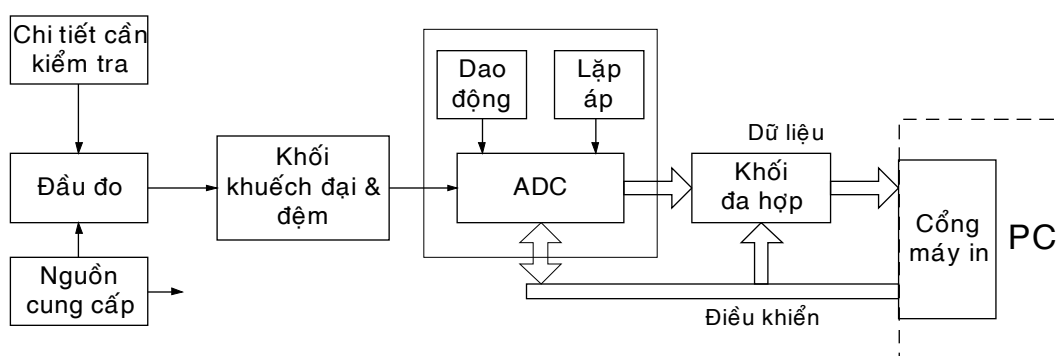 Chi tiết cần
kiểm tra
Dao
động
Lặp
áp
Dữ liệu
Đầu đo
Khối
khuếch đại &
đệm
ADC
Khối
đa hợp
Cổng
máy in
PC
Nguồn
cung cấp
Điều khiển